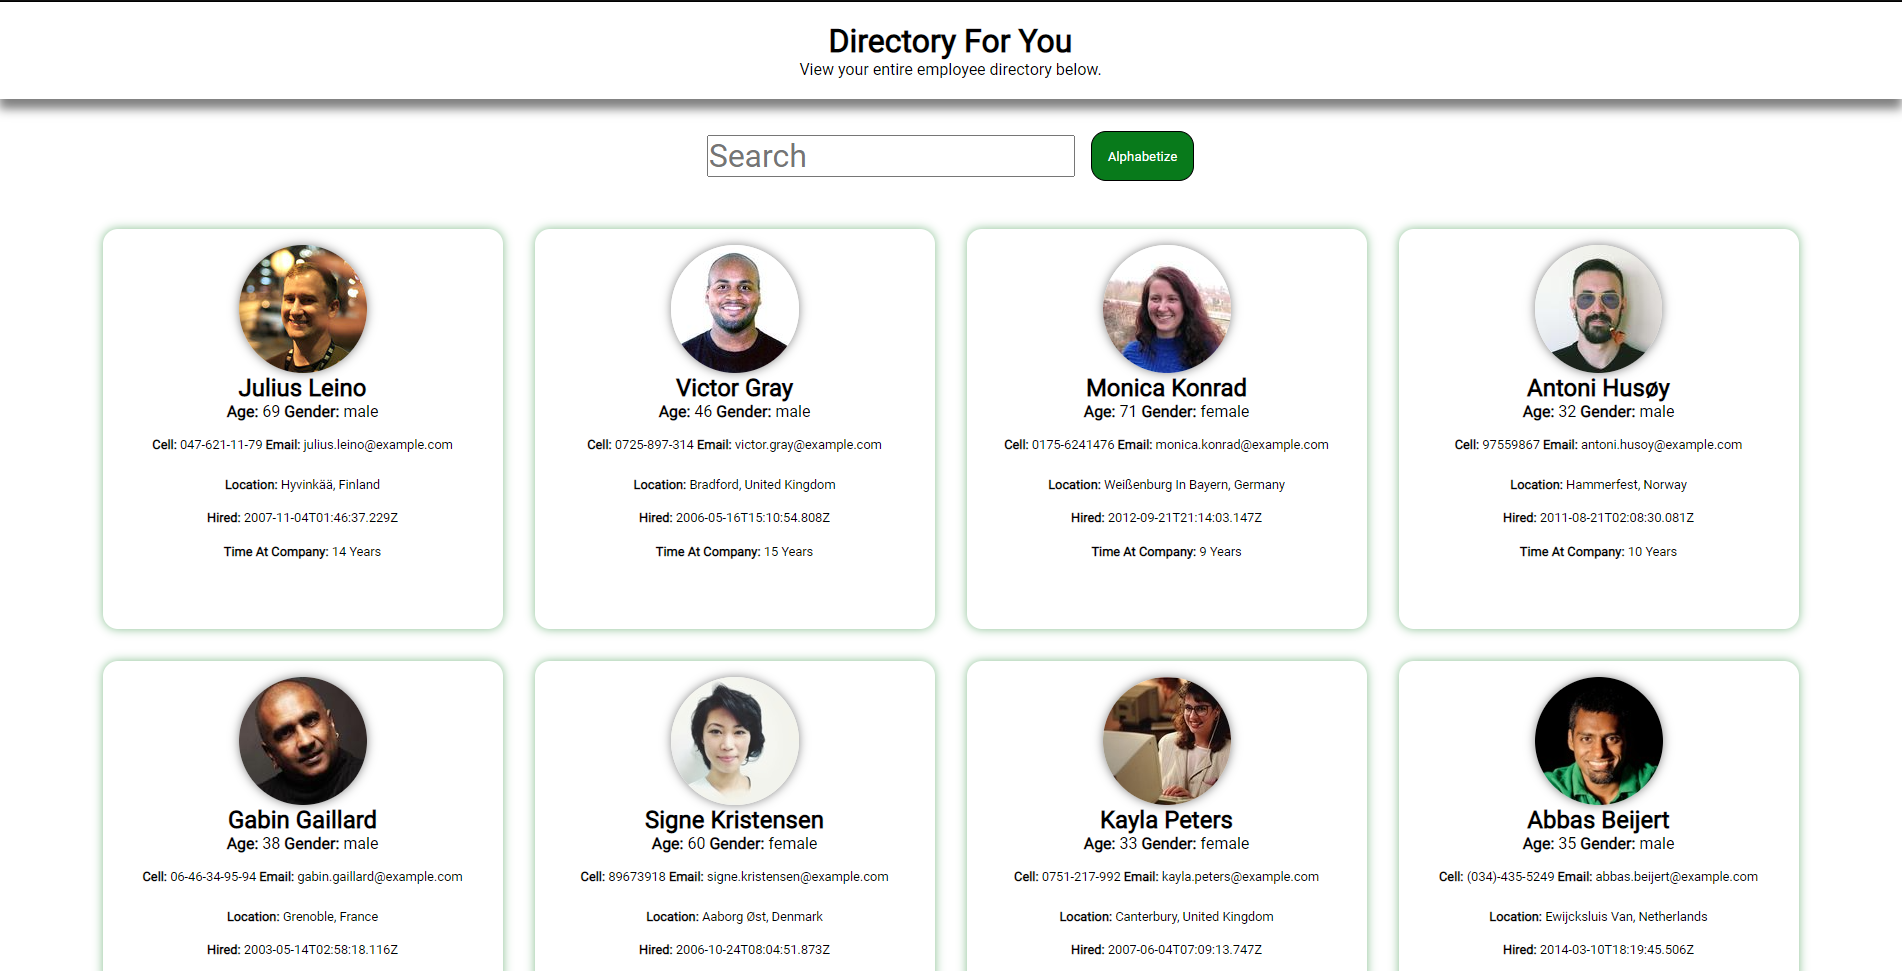 Directory For You
View your entire employee directory below.
Search
Alphabetize
Julius Leino
Age: 69 Gender: male
Cell: 047-621-11-79 Email: julius.leino@example.com
Location: Hyvinkää, Finland
Hired: 2007-11-04T01:46:37.229Z
Time At Company: 14 Years
Victor Gray
Age: 46 Gender: male
Cell: 0725-897-314 Email: victor.gray@example.com
Location: Bradford, United Kingdom
Hired: 2006-05-16T15:10:54.808Z
Time At Company: 15 Years
Monica Konrad
Age: 71 Gender: female
Cell: 0175-6241476 Email: monica.konrad@example.com
Location: Weißenburg In Bayern, Germany
Hired: 2012-09-21T21:14:03.147Z
Time At Company: 9 Years
Antoni Husøy
Age: 32 Gender: male
Cell: 97559867 Email: antoni.husoy@example.com
Location: Hammerfest, Norway
Hired: 2011-08-21T02:08:30.081Z
Time At Company: 10 Years
Gabin Gaillard
Age: 38 Gender: male
Cell: 06-46-34-95-94 Email: gabin.gaillard@example.com
Location: Grenoble, France
Hired: 2003-05-14T02:58:18.116Z
Signe Kristensen
Age: 60 Gender: female
Cell: 89673918 Email: signe.kristensen@example.com
Location: Aaborg Øst, Denmark
Hired: 2006-10-24T08:04:51.873Z
Kayla Peters
Age: 33 Gender: female
Cell: 0751-217-992 Email: kayla.peters@example.com
Location: Canterbury, United Kingdom
Hired: 2007-06-04T07:09:13.747Z
Abbas Beijert
Age: 35 Gender: male
Cell: (034)-435-5249 Email: abbas.beijert@example.com
Location: Ewijcksluis Van, Netherlands
Hired: 2014-03-10T18:19:45.506Z